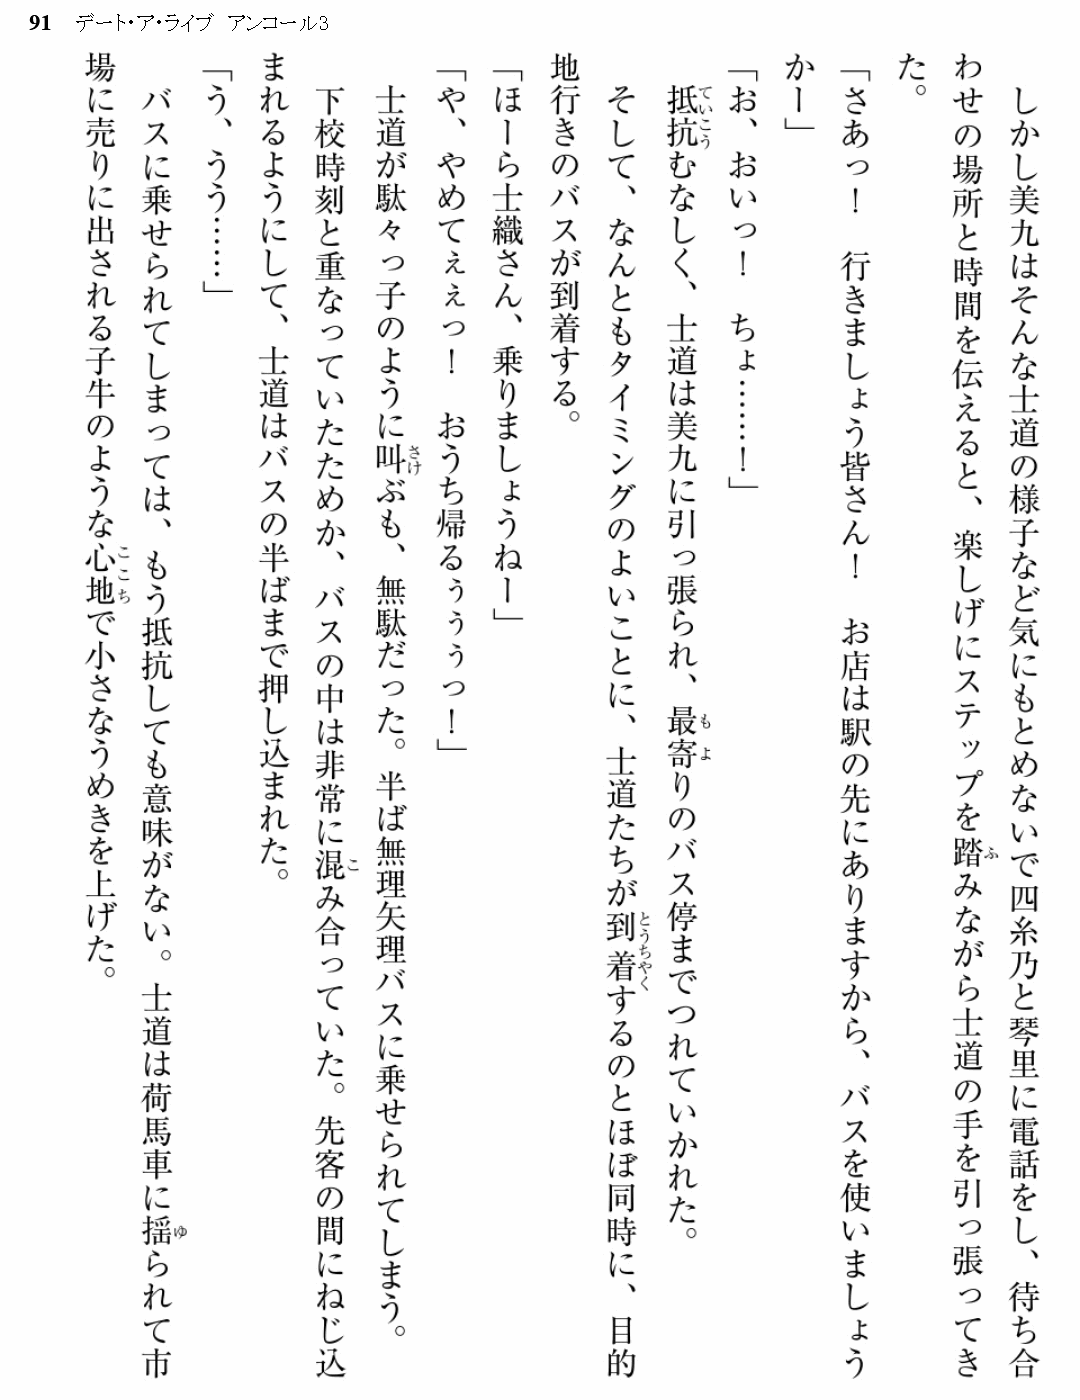 91 デート・ア・ライブ アンコール3
しかし美九はそんな士道の様子など気にもとめないで四糸乃と琴里に電話をし、待ち合
わせの場所と時間を伝えると、楽しげにステップを踏みながら士道の手を引っ張ってき
た。
「さあっ! 行きましょう皆さん! お店は駅の先にありますから、バスを使いましょう
かー」
「お、おいっ! ちょ……!」
抵抗むなしく、士道は美九に引っ張られ、最寄りのバス停までつれていかれた。
そして、なんともタイミングのよいことに、士道たちが到着するのとほぼ同時に、目的
地行きのバスが到着する。
「ほーら士織さん、乗りましょうねー」
「や、やめてぇぇっ! おうち帰るぅぅぅっ!」
士道が駄々っ子のように叫ぶも、無駄だった。半ば無理矢理バスに乗せられてしまう。
下校時刻と重なっていたためか、バスの中は非常に混み合っていた。先客の間にねじ込
まれるようにして、士道はバスの半ばまで押し込まれた。
「う、うう……」
バスに乗せられてしまっては、もう抵抗しても意味がない。士道は荷馬車に揺られて市
場に売りに出される子牛のような心地で小さなうめきを上げた。